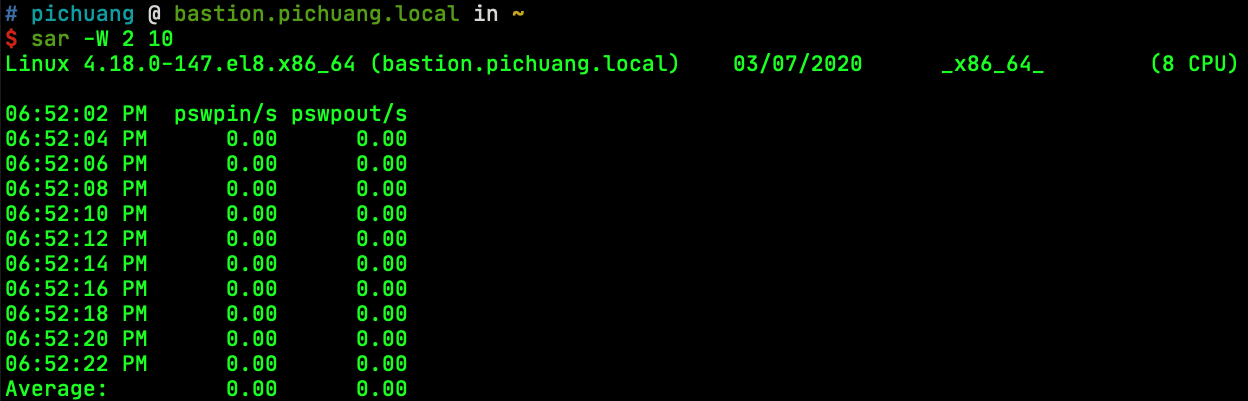 # pichuang @ bastion.pichuang.local in ~
$ sar -W 2 10
Linux 4.18.0-147.el8.x86_64 (bastion.pichuang.local)    03/07/2020      _x86_64_        (8 CPU)
06:52:02 PM  pswpin/s pswpout/s
06:52:04 PM      0.00      0.00
06:52:06 PM      0.00      0.00
06:52:08 PM      0.00      0.00
06:52:10 PM      0.00      0.00
06:52:12 PM      0.00      0.00
06:52:14 PM      0.00      0.00
06:52:16 PM      0.00      0.00
06:52:18 PM      0.00      0.00
06:52:20 PM      0.00      0.00
06:52:22 PM      0.00      0.00
Average:         0.00      0.00